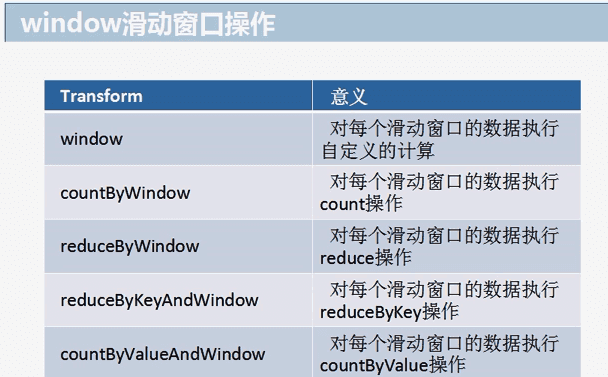 window滑动窗口操作
Transform 意义
window 对每个滑动窗口的数据执行
自定义的计算
countByWindow 对每个滑动窗口的数据执行
count操作
reduceByWindow 对每个滑动窗口的数据执行
reduce操作
reduceByKeyAndWindow 对每个滑动窗口的数据执行
reduceByKey操作
countByValueAndWindow 对每个滑动窗口的数据执行
countByValue操作